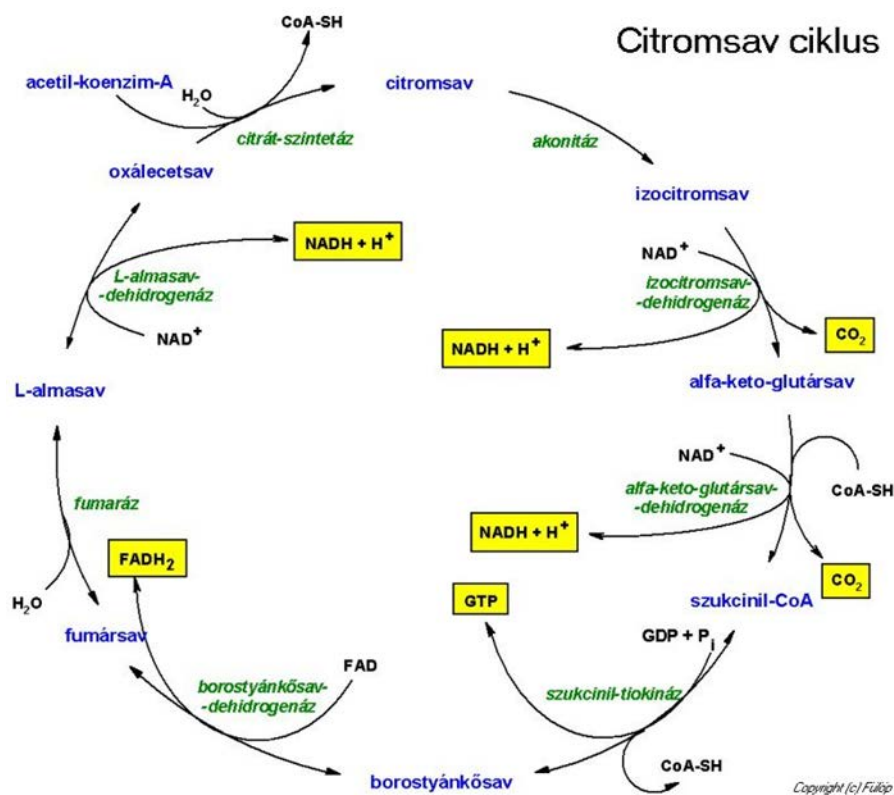 Citromsav ciklus
CoA-SH
acetil-koenzim-A
H₂O
citromsav
citrát-szintetáz
akonitáz
oxálecetsav
izocitromsav
NADH + H⁺
NAD⁺
L-almasav-
-dehidrogenáz
izocitromsav-
-dehidrogenáz
NAD⁺
CO₂
NADH + H⁺
L-almasav
alfa-keto-glutársav
NAD⁺
alfa-keto-glutársav-
-dehidrogenáz
CoA-SH
fumaráz
NADH + H⁺
FADH₂
CO₂
H₂O
GTP
szukcinil-CoA
fumársav
GDP + Pᵢ
FAD
borostyánkősav-
-dehidrogenáz
szukcinil-tiokináz
CoA-SH
borostyánkősav
Copyright (c) Fülöp